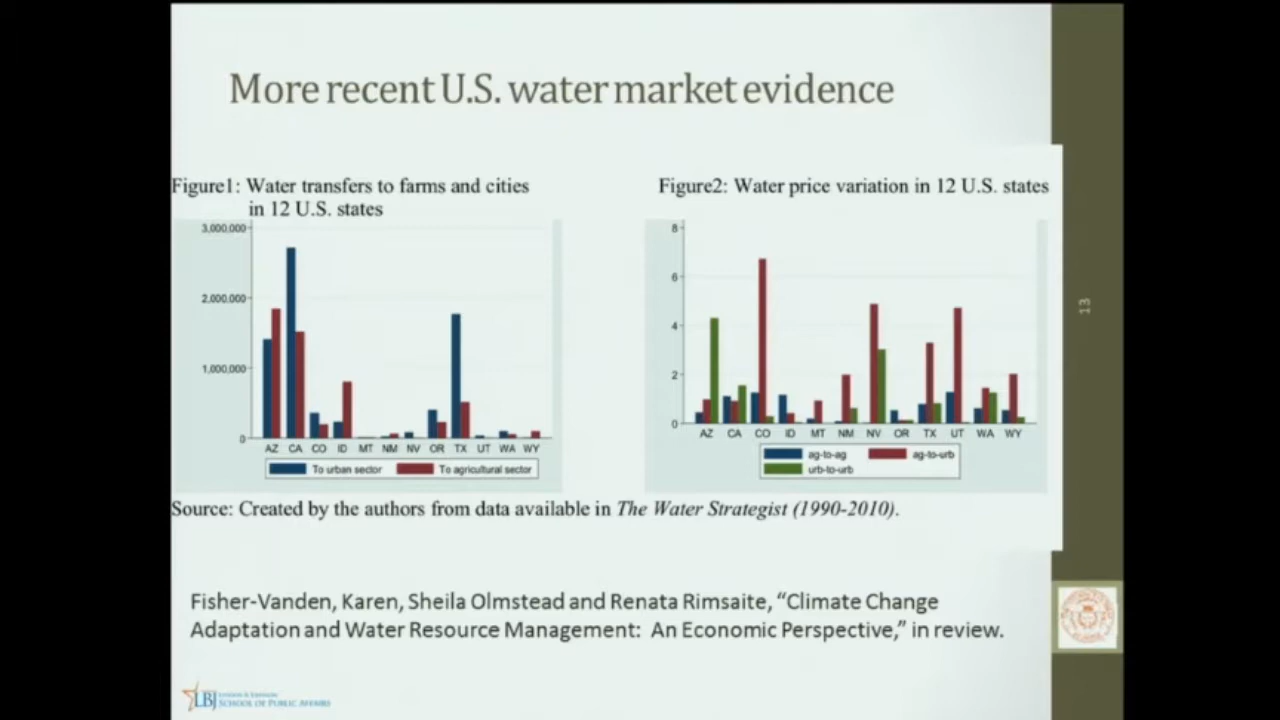 More recent U.S. water market evidence
13
Figure1: Water transfers to farms and cities
in 12 U.S. states
3,000,000
2,000,000
1,000,000
0
AZ CA CO ID MT NM NV OR TX UT WA WY
To urban sector To agricultural sector
Figure2: Water price variation in 12 U.S. states
8
6
4
2
0
AZ CA CO ID MT NM NV OR TX UT WA WY
ag-to-ag ag-to-urb
urb-to-urb
Source: Created by the authors from data available in The Water Strategist (1990-2010).
Fisher-Vanden, Karen, Sheila Olmstead and Renata Rimsaite, “Climate Change
Adaptation and Water Resource Management: An Economic Perspective,” in review.
LBJ
SCHOOL OF PUBLIC AFFAIRS